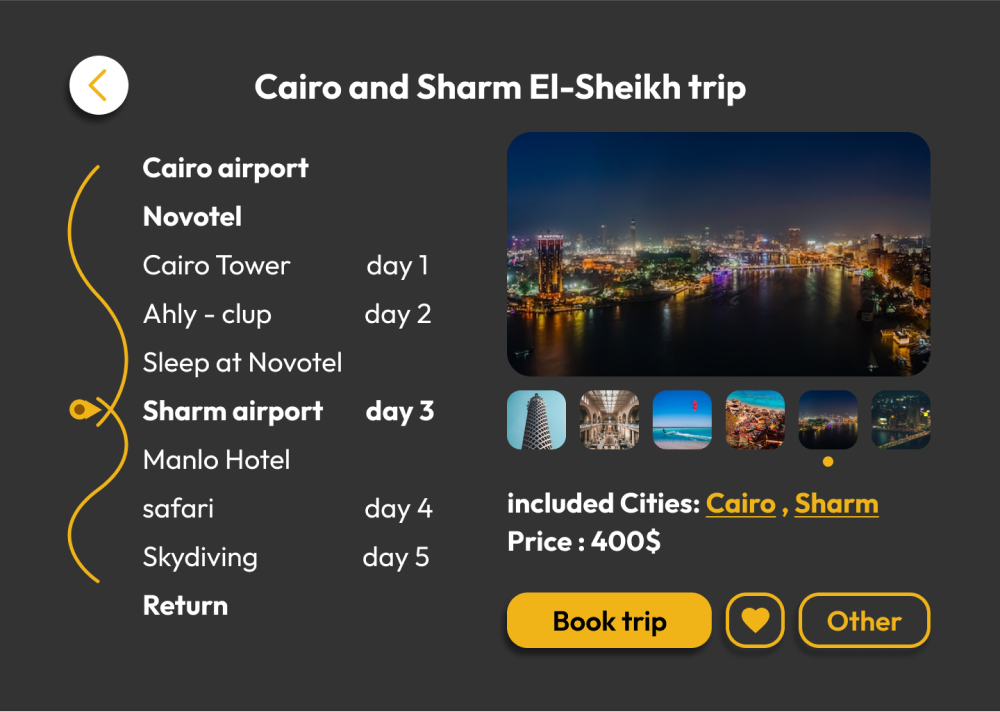 Cairo and Sharm El-Sheikh trip
Cairo airport
Novotel
Cairo Tower day 1
Ahly - clup day 2
Sleep at Novotel
Sharm airport day 3
Manlo Hotel
safari day 4
Skydiving day 5
Return
included Cities: Cairo , Sharm
Price : 400$
Book trip
Other